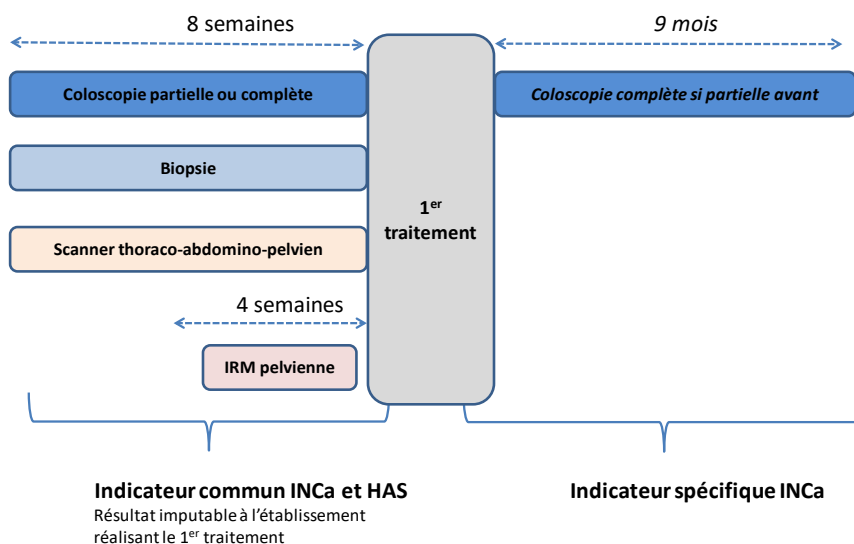 8 semaines
9 mois
Coloscopie partielle ou complète
Coloscopie complète si partielle avant
Biopsie
1er
traitement
Scanner thoraco-abdomino-pelvien
4 semaines
IRM pelvienne
Indicateur commun INCa et HAS
Résultat imputable à l'établissement
réalisant le 1er traitement
Indicateur spécifique INCa